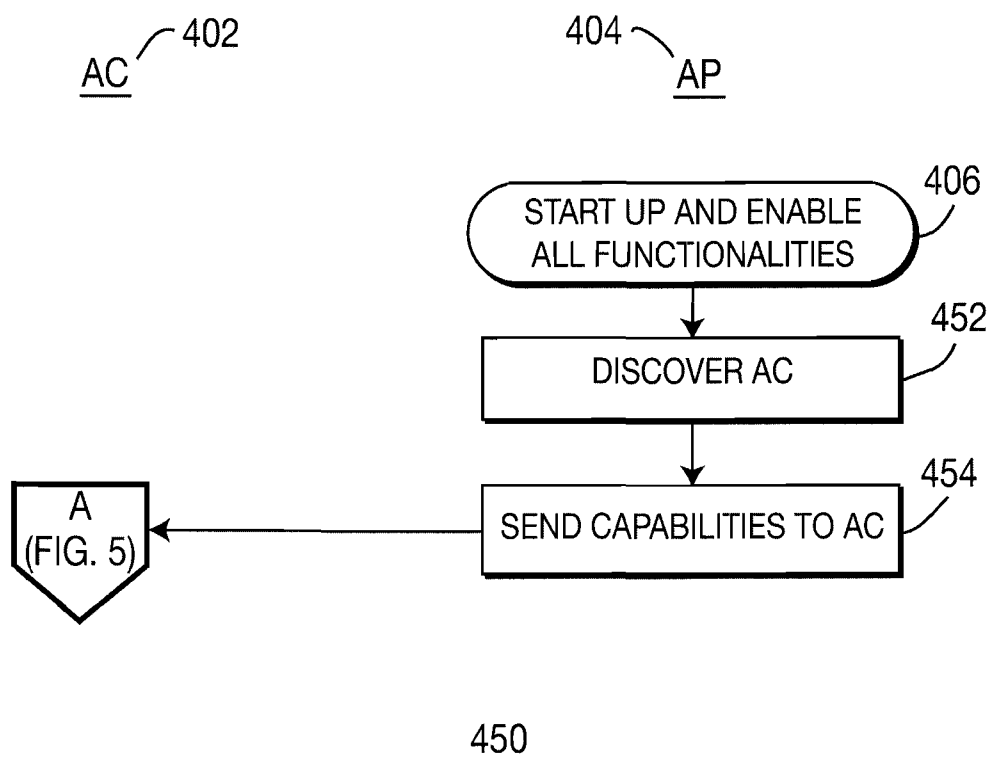 402
AC
404
AP
406
START UP AND ENABLE
ALL FUNCTIONALITIES
452
DISCOVER AC
454
SEND CAPABILITIES TO AC
A
(FIG. 5)
450